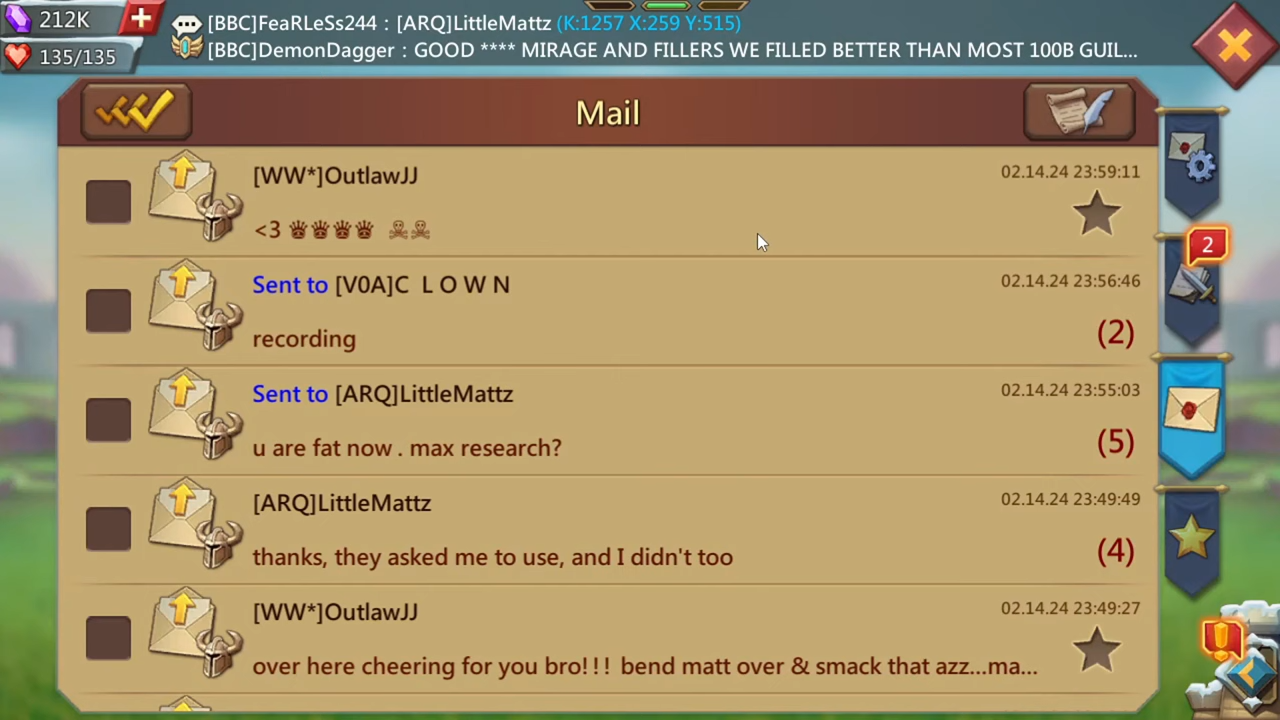 212K
[BBC]FeaRLeSs244 : [ARQ]LittleMattz (K:1257 X:259 Y:515)
135/135
[BBC]DemonDagger : GOOD **** MIRAGE AND FILLERS WE FILLED BETTER THAN MOST 100B GUIL...
Mail
[WW*]OutlawJJ
02.14.24 23:59:11
<3 ♛♛♛♛ ☠☠
2
Sent to [V0A]C L O W N
02.14.24 23:56:46
recording
(2)
Sent to [ARQ]LittleMattz
02.14.24 23:55:03
u are fat now . max research?
(5)
[ARQ]LittleMattz
02.14.24 23:49:49
thanks, they asked me to use, and I didn't too
(4)
[WW*]OutlawJJ
02.14.24 23:49:27
over here cheering for you bro!!! bend matt over & smack that azz...ma...